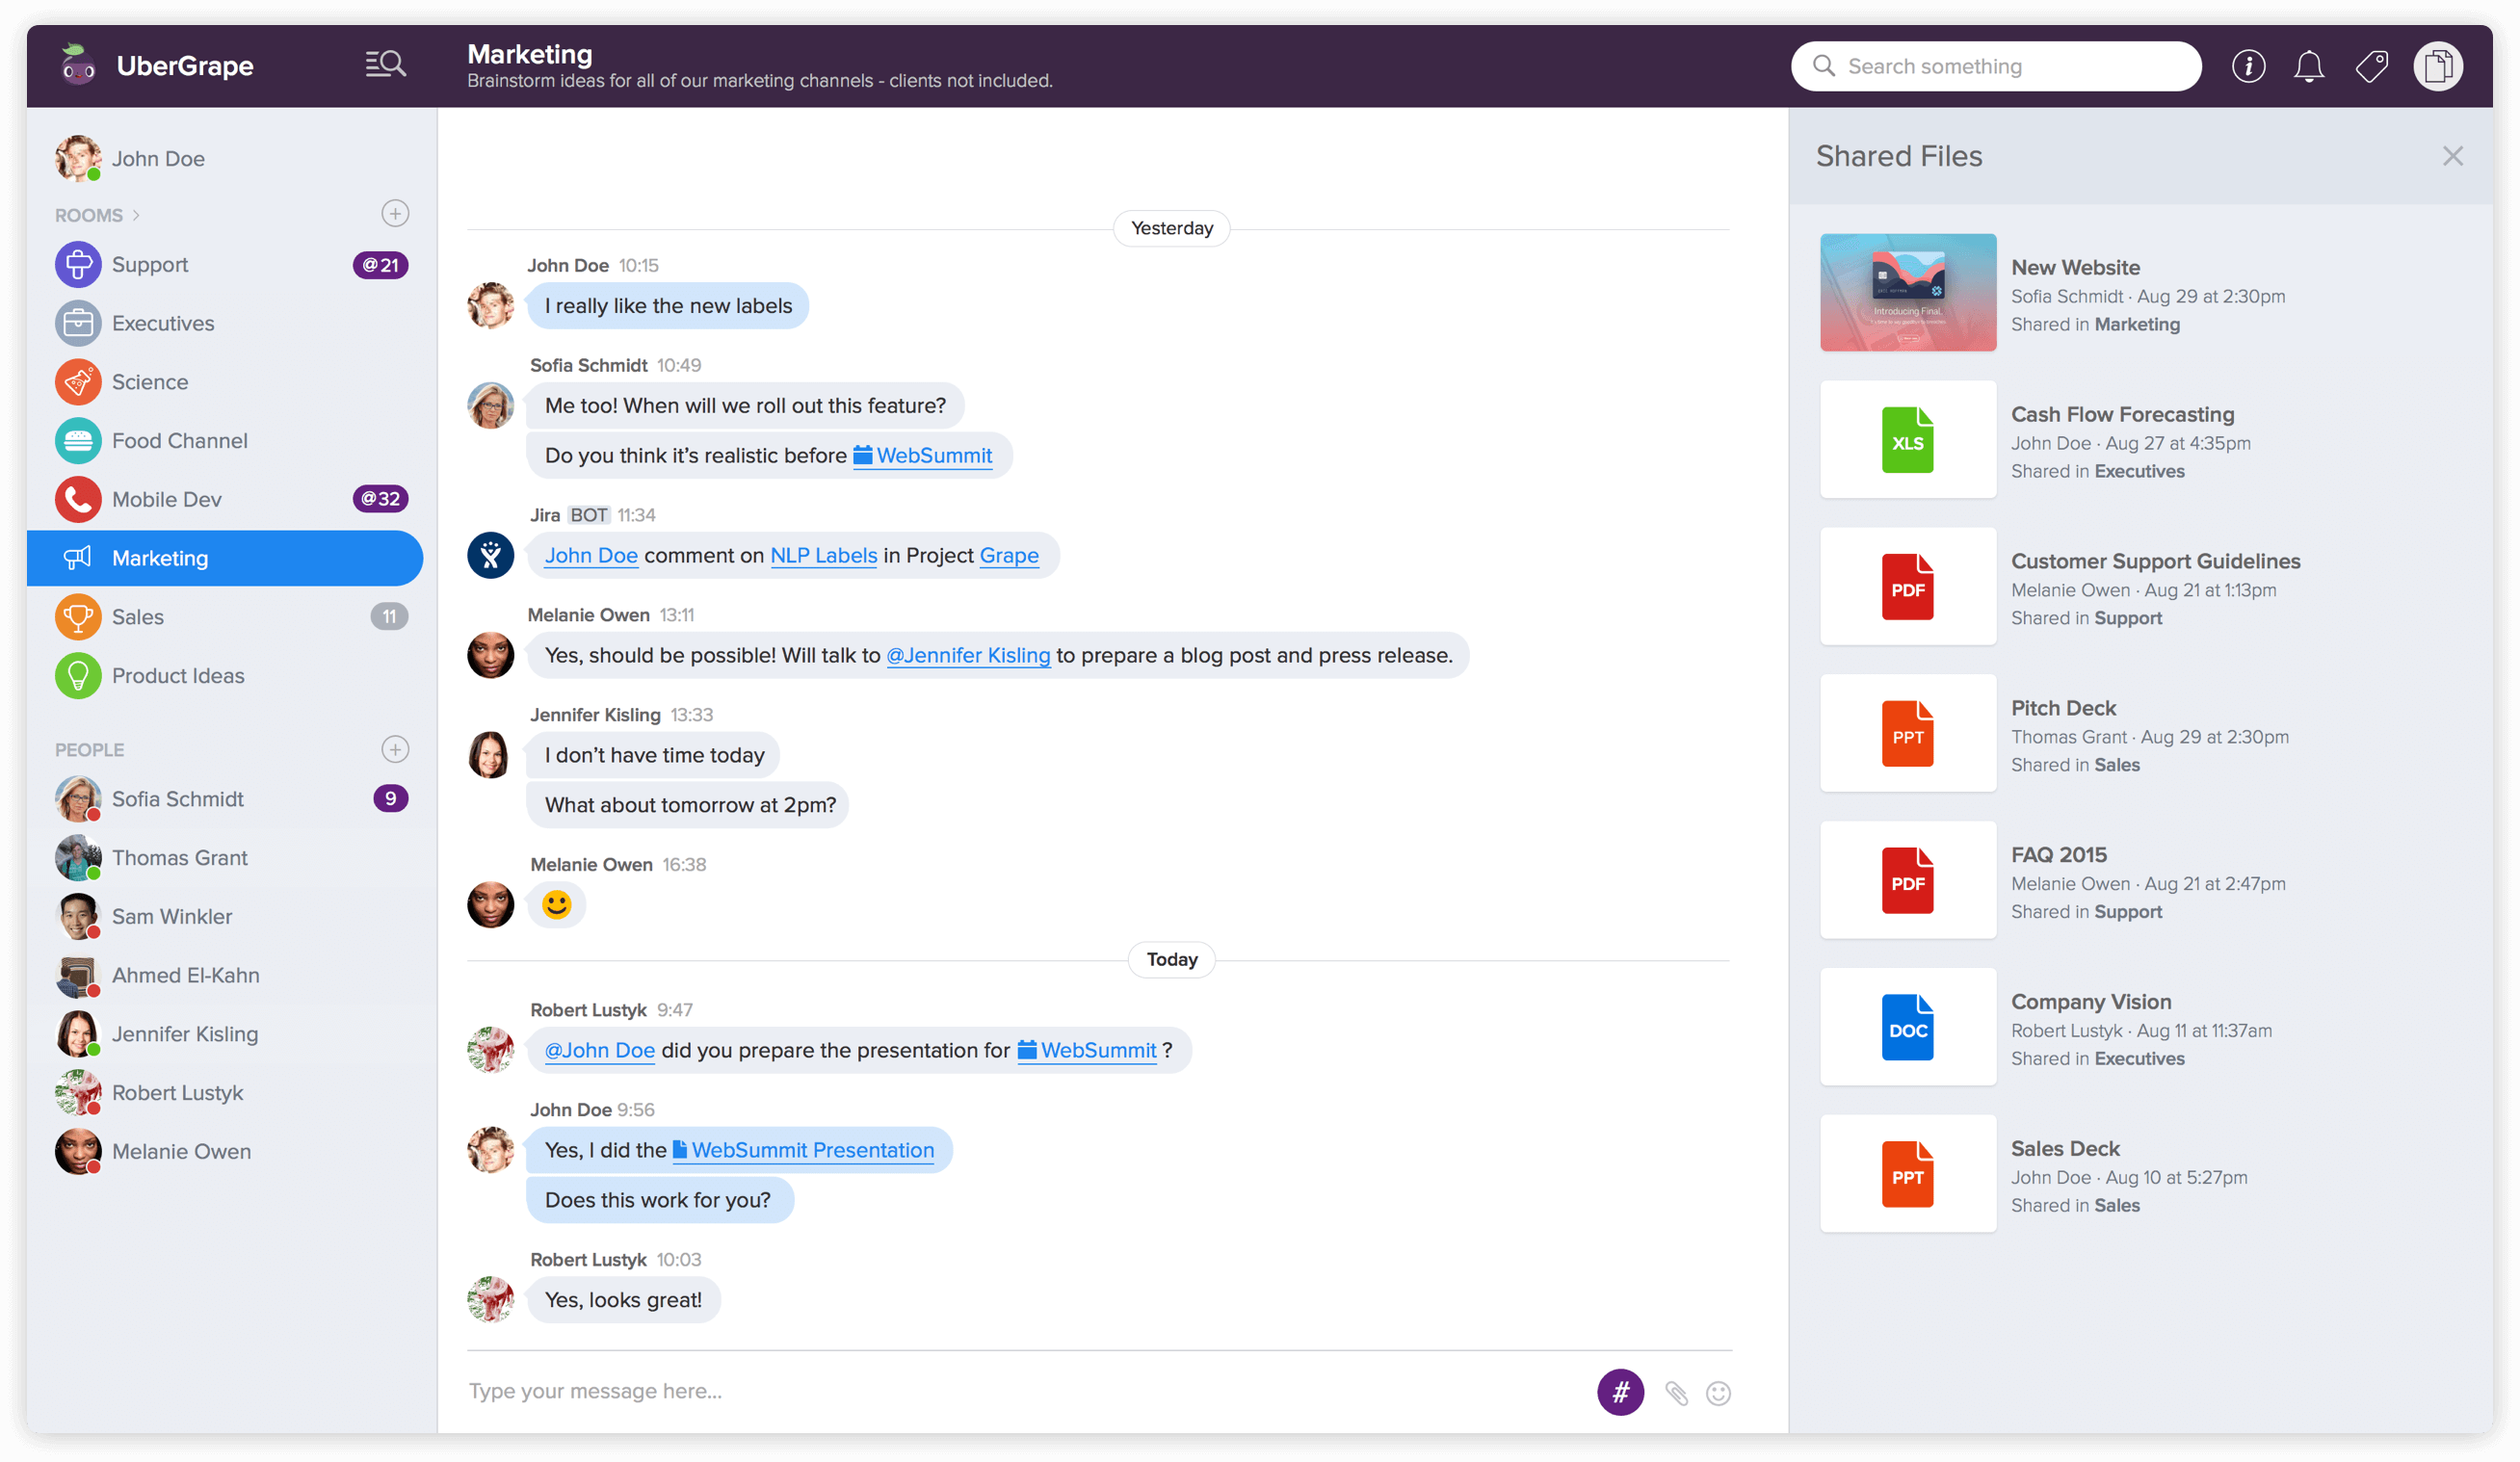 UberGrape
Marketing
Brainstorm ideas for all of our marketing channels - clients not included.
Search something
John Doe
ROOMS
Support
@21
Executives
Science
Food Channel
Mobile Dev
@32
Marketing
Sales
11
Product Ideas
PEOPLE
Sofia Schmidt
9
Thomas Grant
Sam Winkler
Ahmed El-Kahn
Jennifer Kisling
Robert Lustyk
Melanie Owen
Yesterday
John Doe 10:15
I really like the new labels
Sofia Schmidt 10:49
Me too! When will we roll out this feature?
Do you think it’s realistic before WebSummit
Jira BOT 11:34
John Doe comment on NLP Labels in Project Grape
Melanie Owen 13:11
Yes, should be possible! Will talk to @Jennifer Kisling to prepare a blog post and press release.
Jennifer Kisling 13:33
I don’t have time today
What about tomorrow at 2pm?
Melanie Owen 16:38
Today
Robert Lustyk 9:47
@John Doe did you prepare the presentation for WebSummit ?
John Doe 9:56
Yes, I did the WebSummit Presentation
Does this work for you?
Robert Lustyk 10:03
Yes, looks great!
Type your message here...
#
Shared Files
Introducing Final.
New Website
Sofia Schmidt · Aug 29 at 2:30pm
Shared in Marketing
XLS
Cash Flow Forecasting
John Doe · Aug 27 at 4:35pm
Shared in Executives
PDF
Customer Support Guidelines
Melanie Owen · Aug 21 at 1:13pm
Shared in Support
PPT
Pitch Deck
Thomas Grant · Aug 29 at 2:30pm
Shared in Sales
PDF
FAQ 2015
Melanie Owen · Aug 21 at 2:47pm
Shared in Support
DOC
Company Vision
Robert Lustyk · Aug 11 at 11:37am
Shared in Executives
PPT
Sales Deck
John Doe · Aug 10 at 5:27pm
Shared in Sales